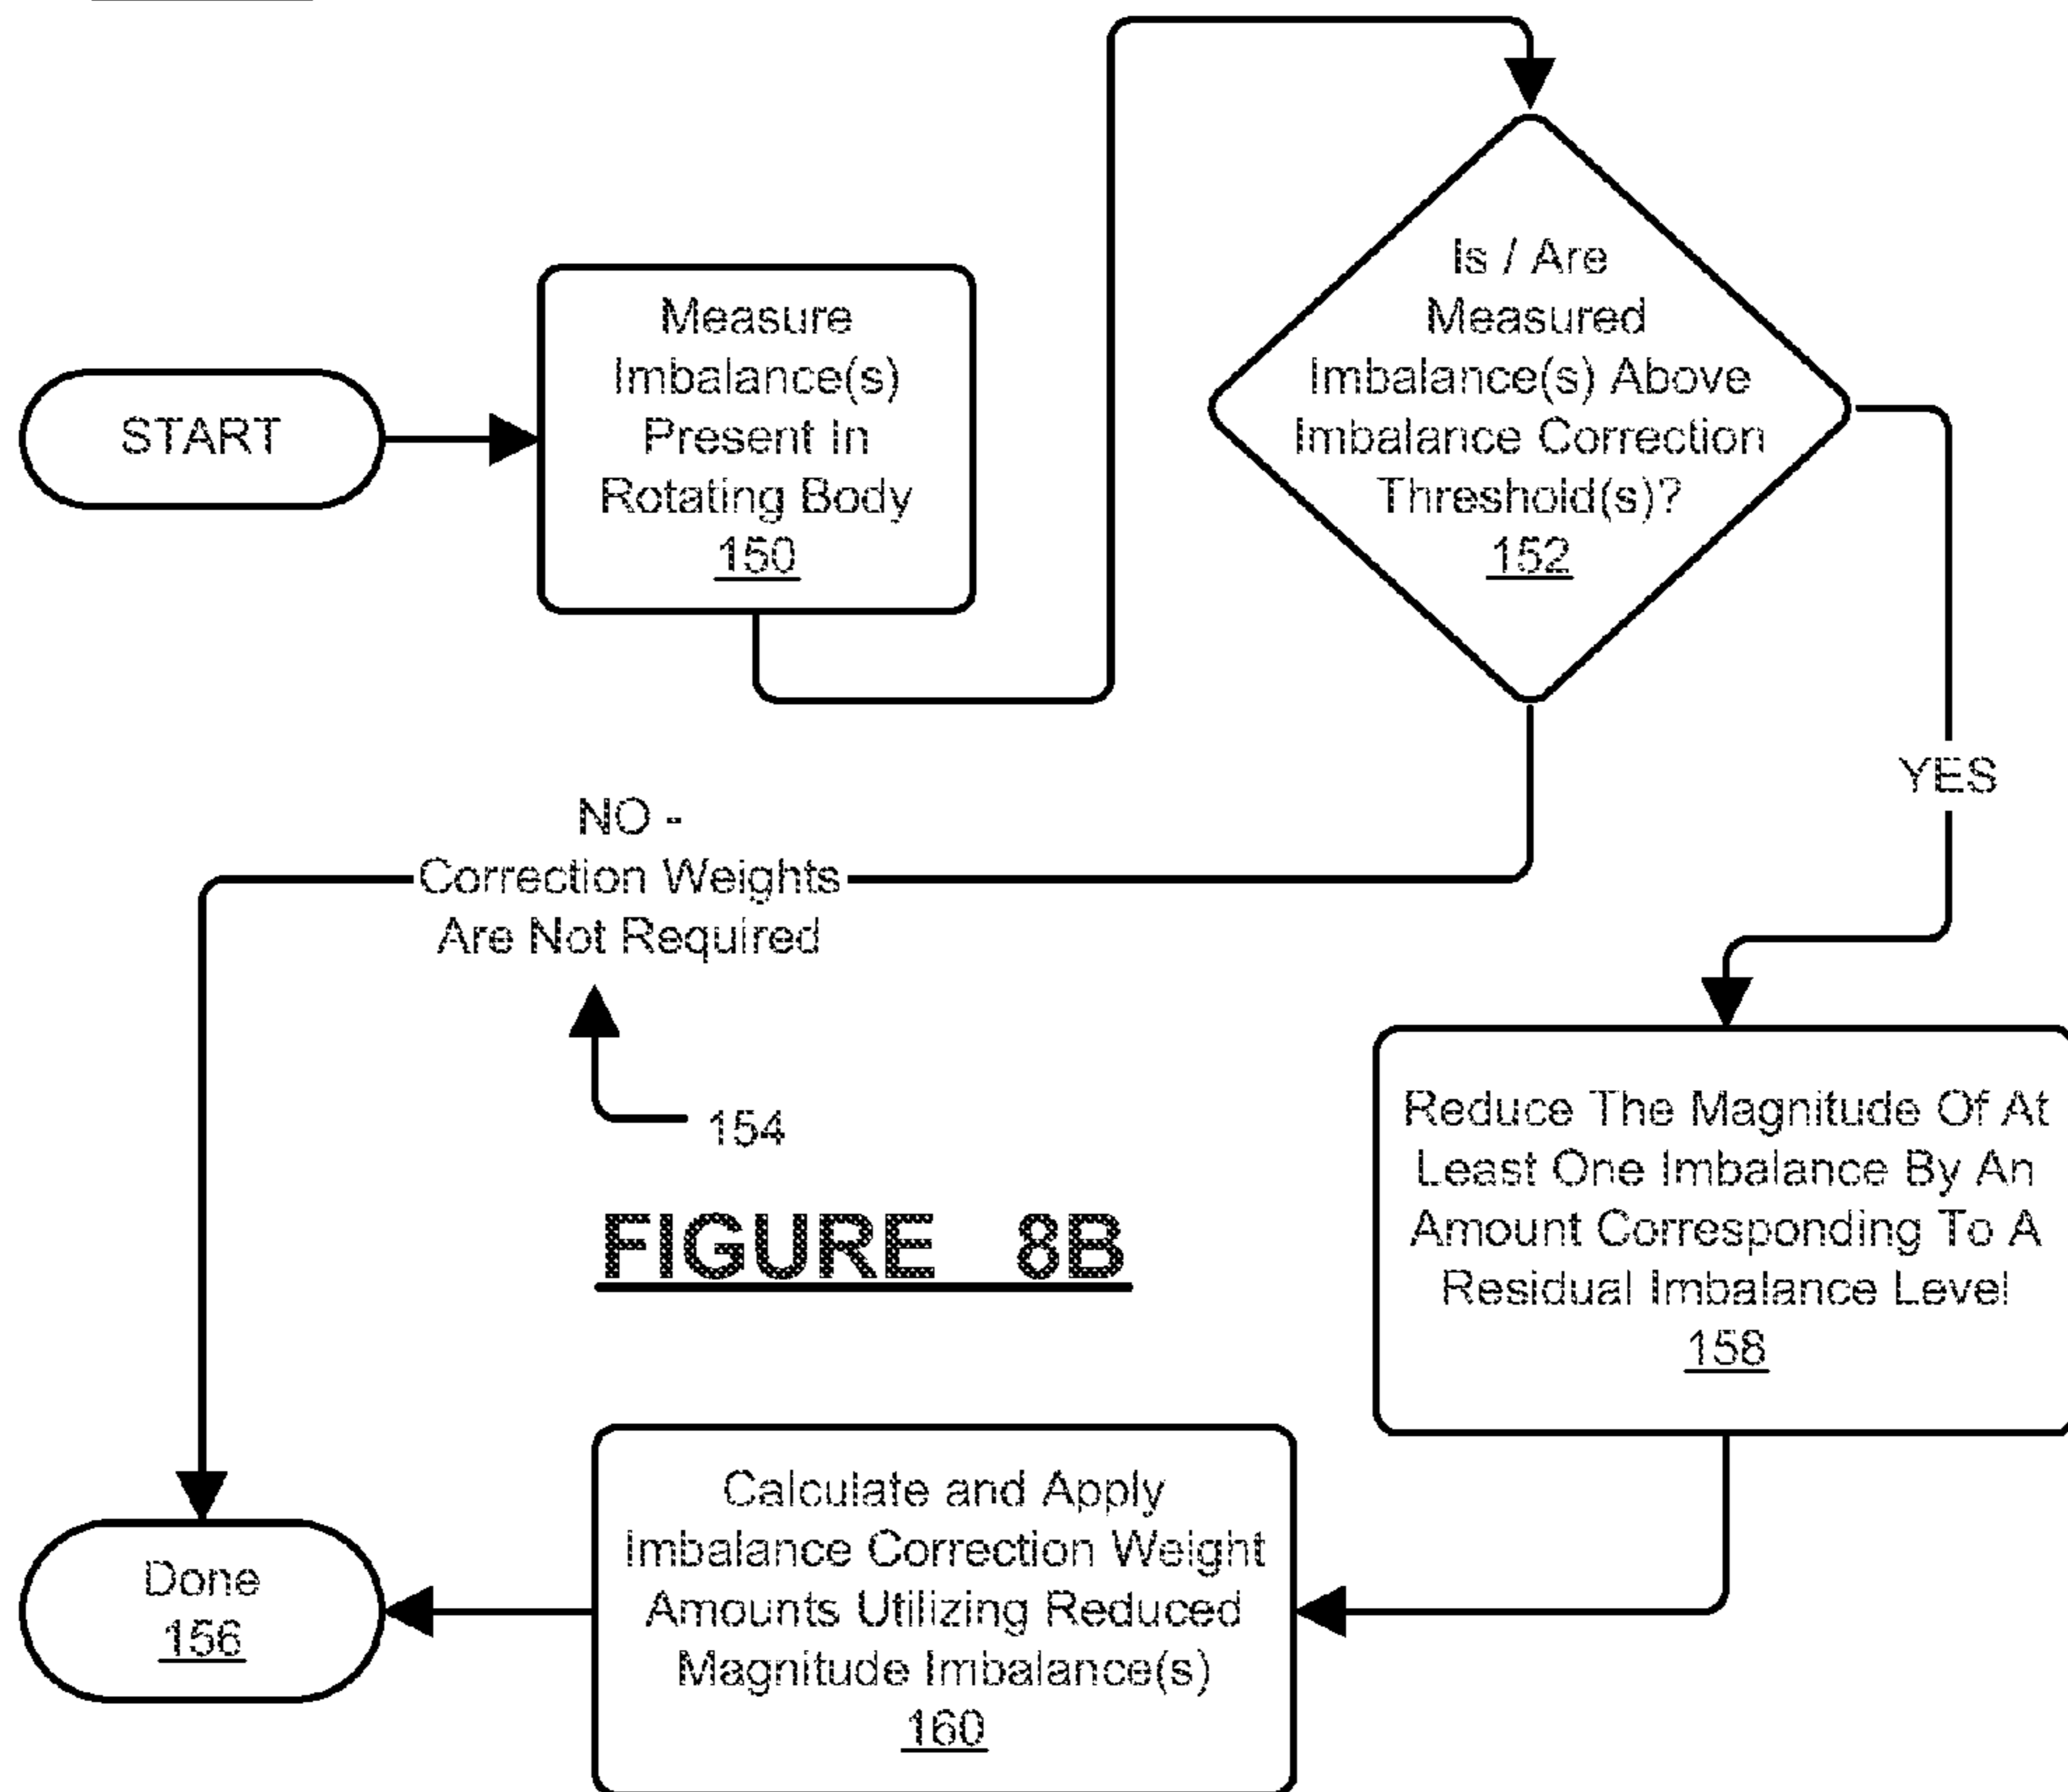 START
Measure
Imbalance(s)
Present In
Rotating Body
150
Is / Are
Measured
Imbalance(s) Above
Imbalance Correction
Threshold(s)?
152
YES
NO -
Correction Weights
Are Not Required
154
Reduce The Magnitude Of At
Least One Imbalance By An
Amount Corresponding To A
Residual Imbalance Level
158
FIGURE 8B
Calculate and Apply
Imbalance Correction Weight
Amounts Utilizing Reduced
Magnitude Imbalance(s)
160
Done
156